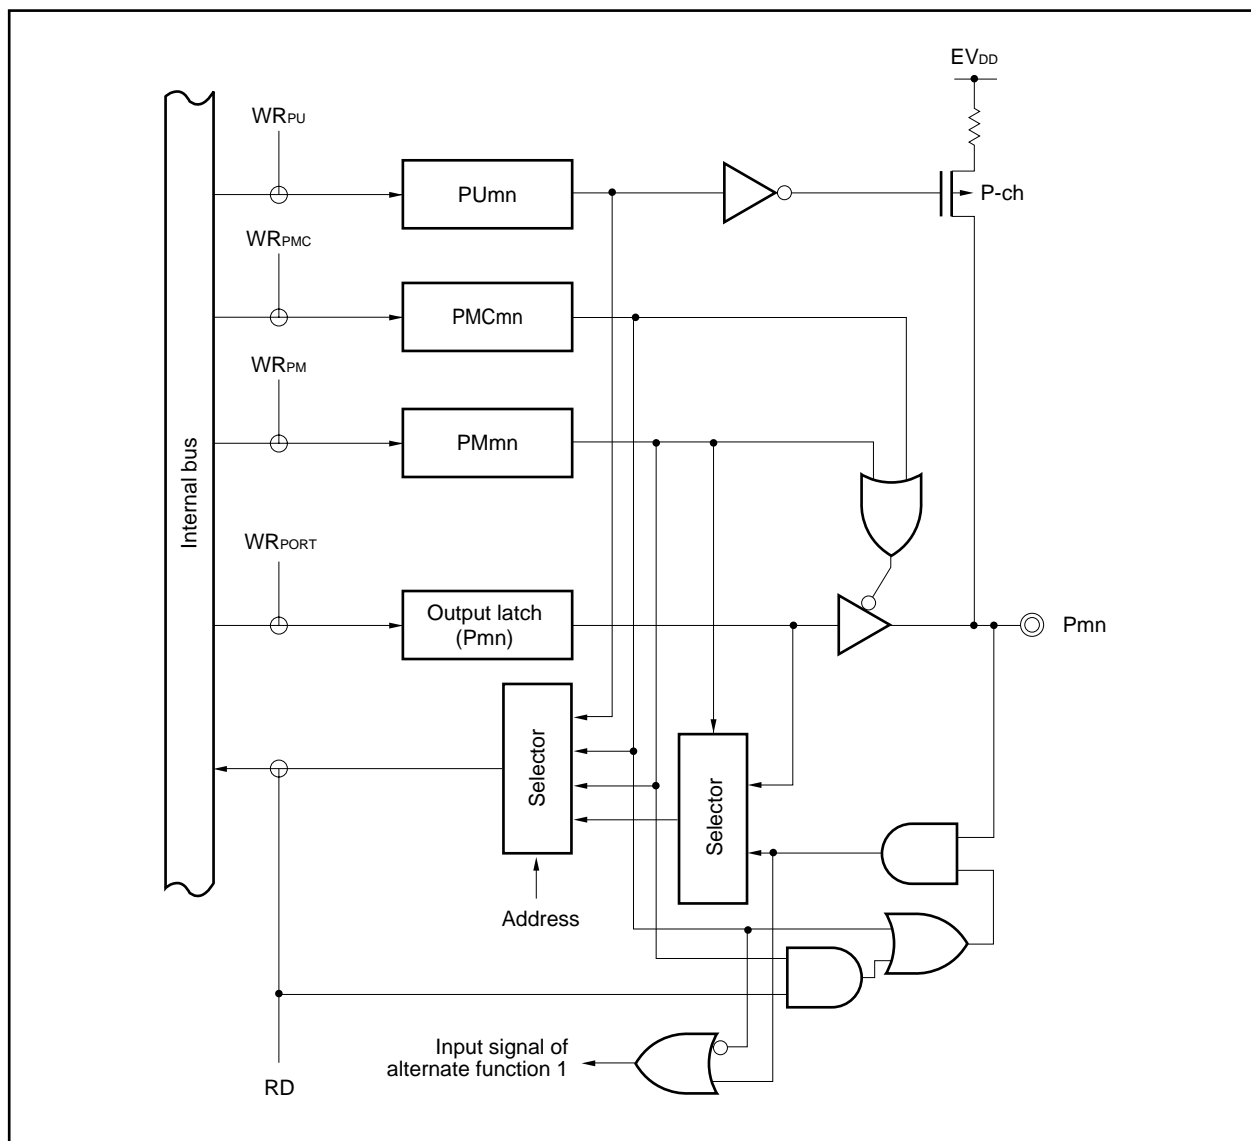 EVDD
WRPU
PUmn
P-ch
WRPMC
PMCmn
WRPM
PMmn
Internal bus
WRPORT
Output latch
(Pmn)
Pmn
Selector
Selector
Address
Input signal of
alternate function 1
RD